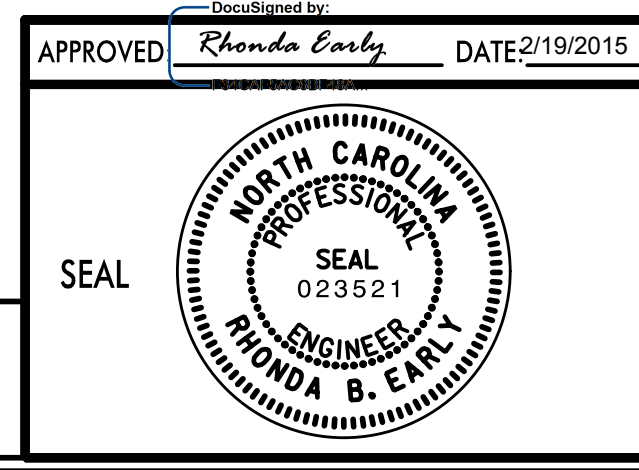 DocuSigned by:
APPROVED: Rhonda Early DATE: 2/19/2015
SEAL
NORTH CAROLINA
PROFESSIONAL
SEAL
023521
ENGINEER
RHONDA B. EARLY